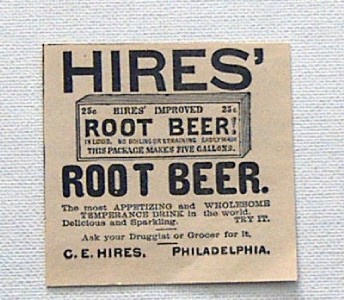 HIRES'
25c HIRES' IMPROVED 25c
ROOT BEER!
IN LIQUID. NO BOILING OR STRAINING EASILY MADE
THIS PACKAGE MAKES FIVE GALLONS.
ROOT BEER.
The most APPETIZING and WHOLESOME
TEMPERANCE DRINK in the world.
Delicious and Sparkling. TRY IT.
Ask your Druggist or Grocer for it.
C. E. HIRES, PHILADELPHIA.